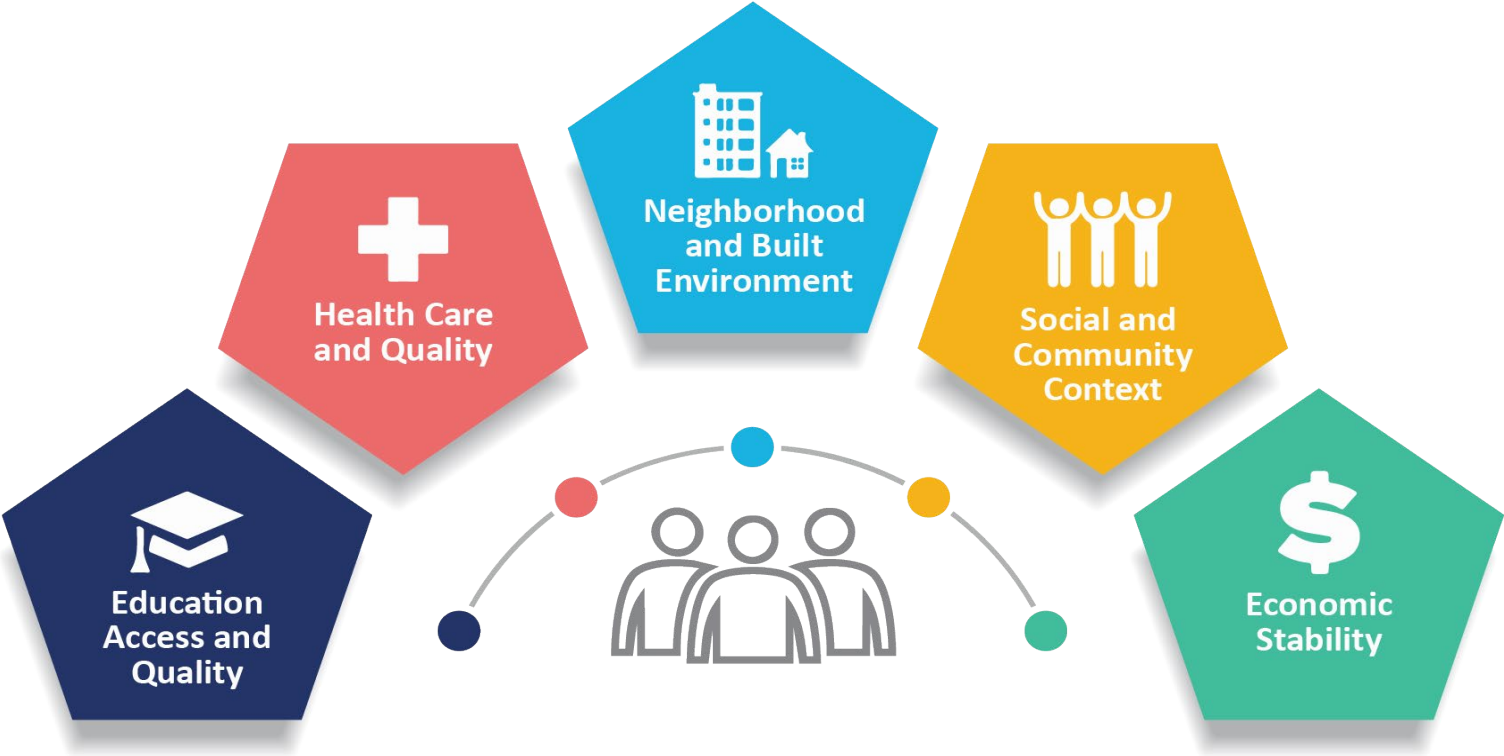 Education
Access and
Quality
Health Care
and Quality
Neighborhood
and Built
Environment
Social and
Community
Context
Economic
Stability